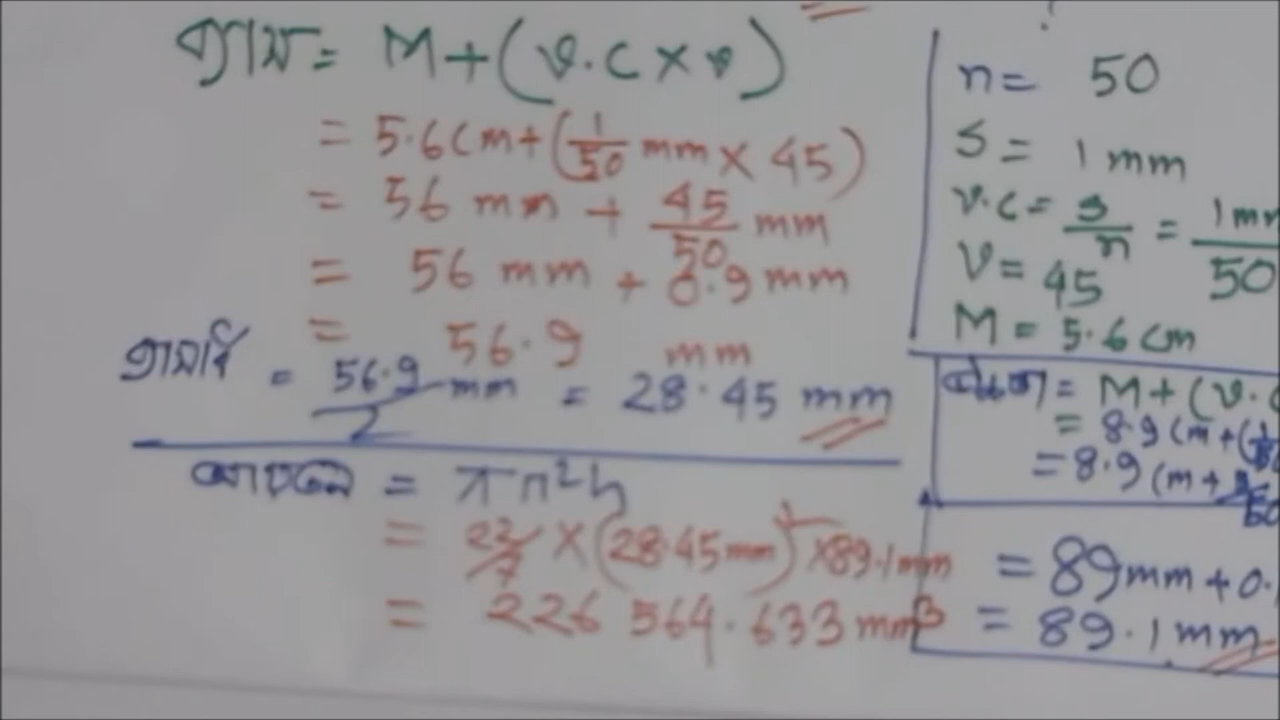 ব্যাস = M + (v.c × v)
= 5.6 cm + (1/50 mm × 45)
= 56 mm + 45/50 mm
= 56 mm + 0.9 mm
= 56.9 mm
ব্যাসার্ধ = 56.9/2 mm = 28.45 mm
আয়তন = πr²h
= 22/7 × (28.45 mm)² × 89.1 mm
= 226 564.633 mm³
n = 50
S = 1 mm
v.c = s/n = 1 mm/50
V = 45
M = 5.6 cm
= M + (v.c
= 8.9 cm + (
= 8.9 cm +
= 89 mm + 0.
= 89.1 mm